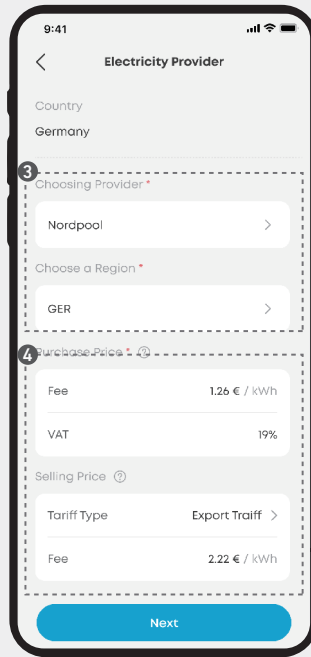 9:41
Electricity Provider
Country
Germany
3
Choosing Provider *
Nordpool
Choose a Region *
GER
4
Purchase Price * ?
Fee 1.26 € / kWh
VAT 19%
Selling Price ?
Tariff Type Export Traiff
Fee 2.22 € / kWh
Next